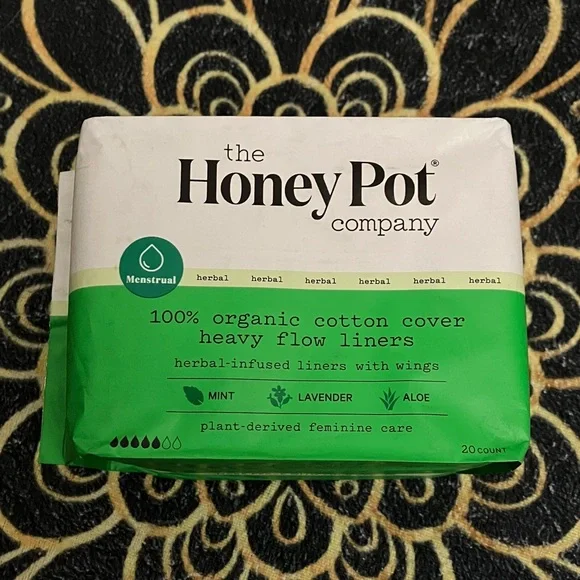 the
Honey Pot®
company
Menstrual
herbal herbal herbal herbal herbal herbal
100% organic cotton cover
heavy flow liners
herbal-infused liners with wings
MINT LAVENDER ALOE
plant-derived feminine care
20 COUNT